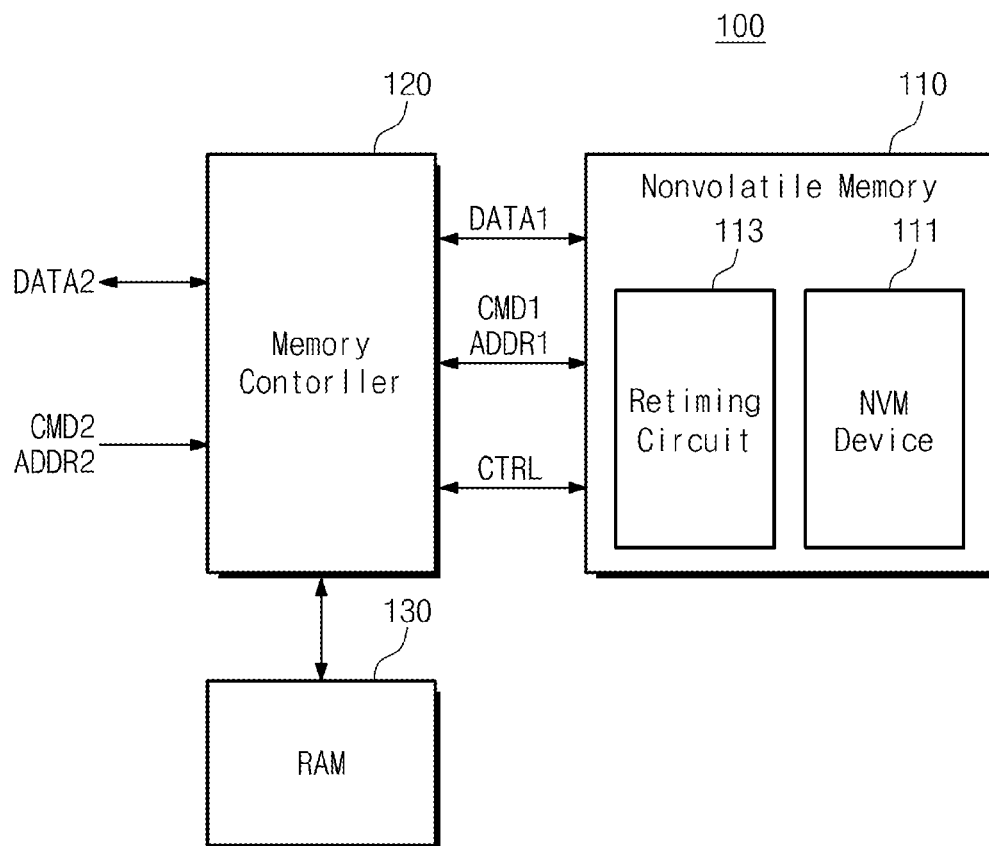 100
120
110
Nonvolatile Memory
DATA1
113
111
DATA2
CMD1
ADDR1
Memory
Contorller
Retiming
Circuit
NVM
Device
CMD2
ADDR2
CTRL
130
RAM